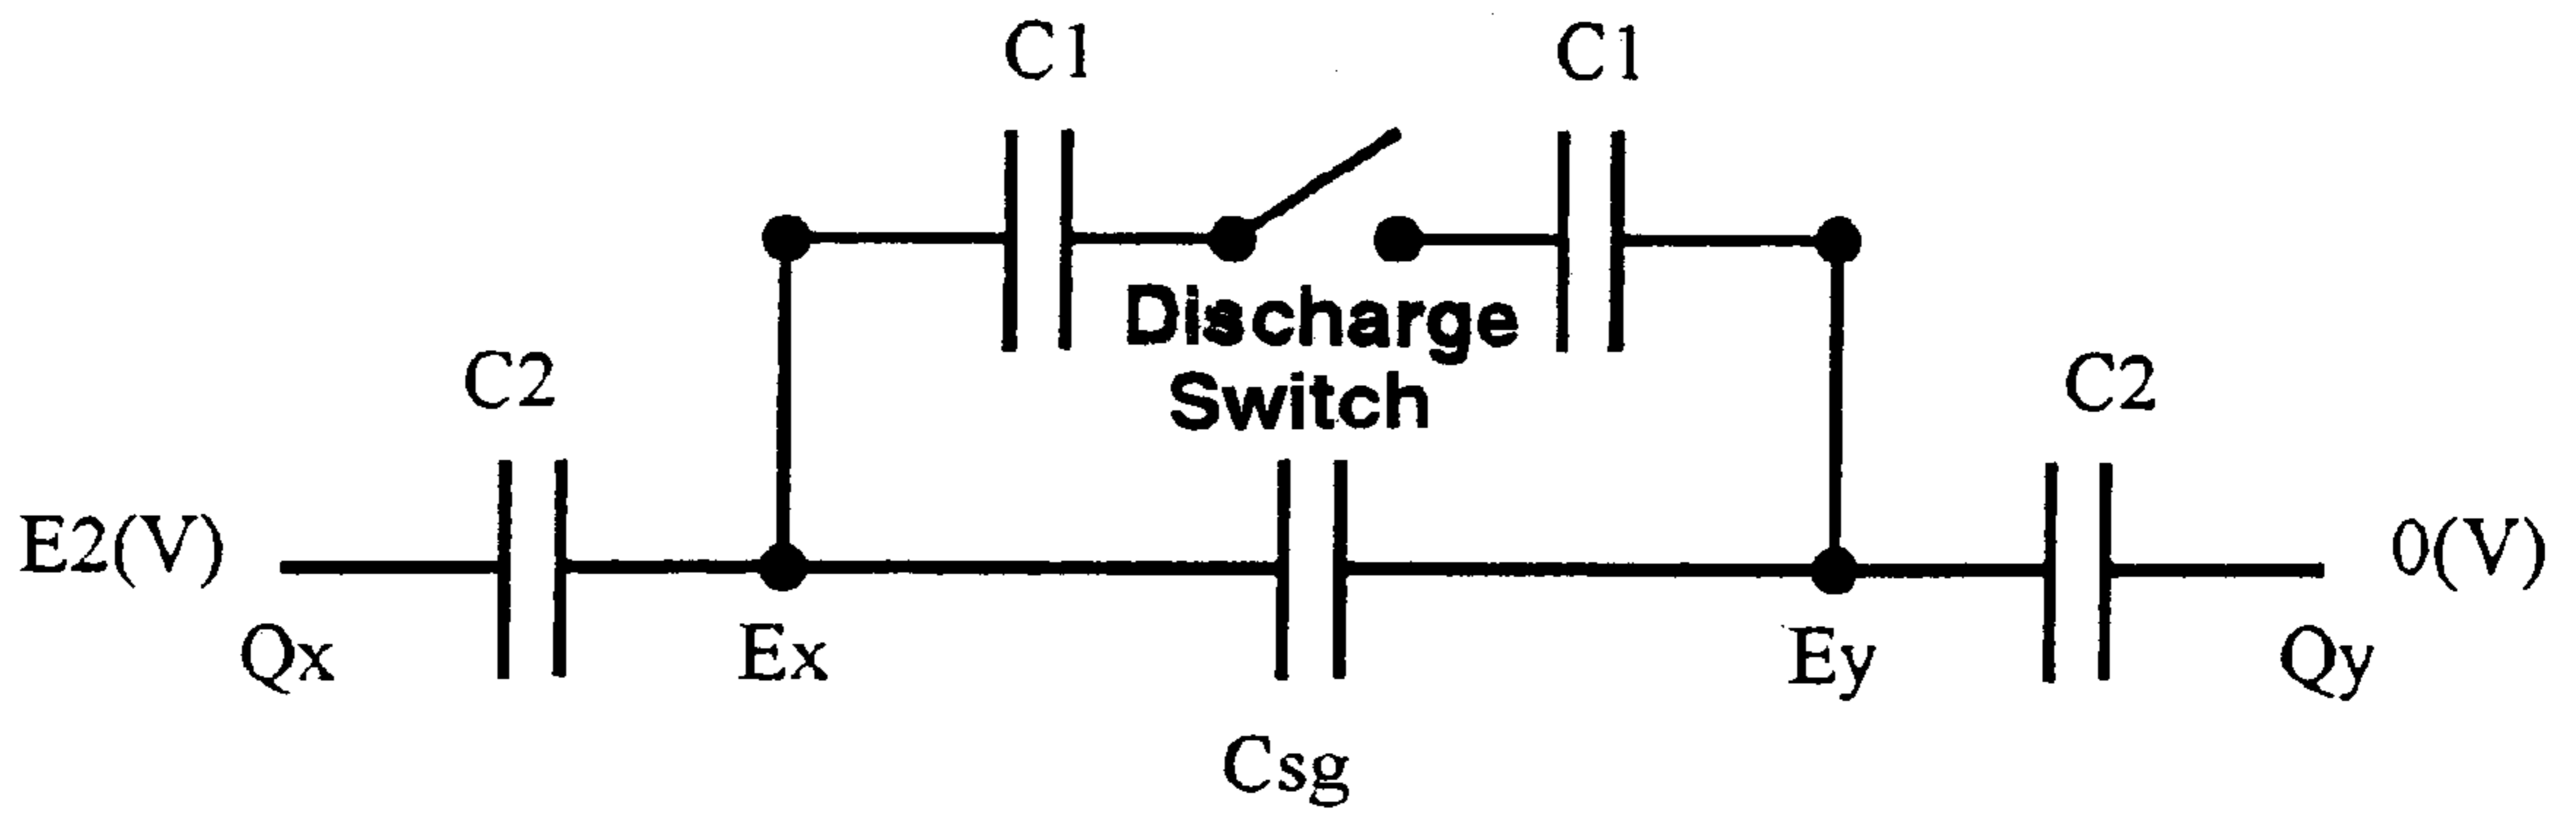 C1
C1
Discharge
Switch
C2
C2
E2(V)
0(V)
Qx
Ex
Ey
Qy
Csg